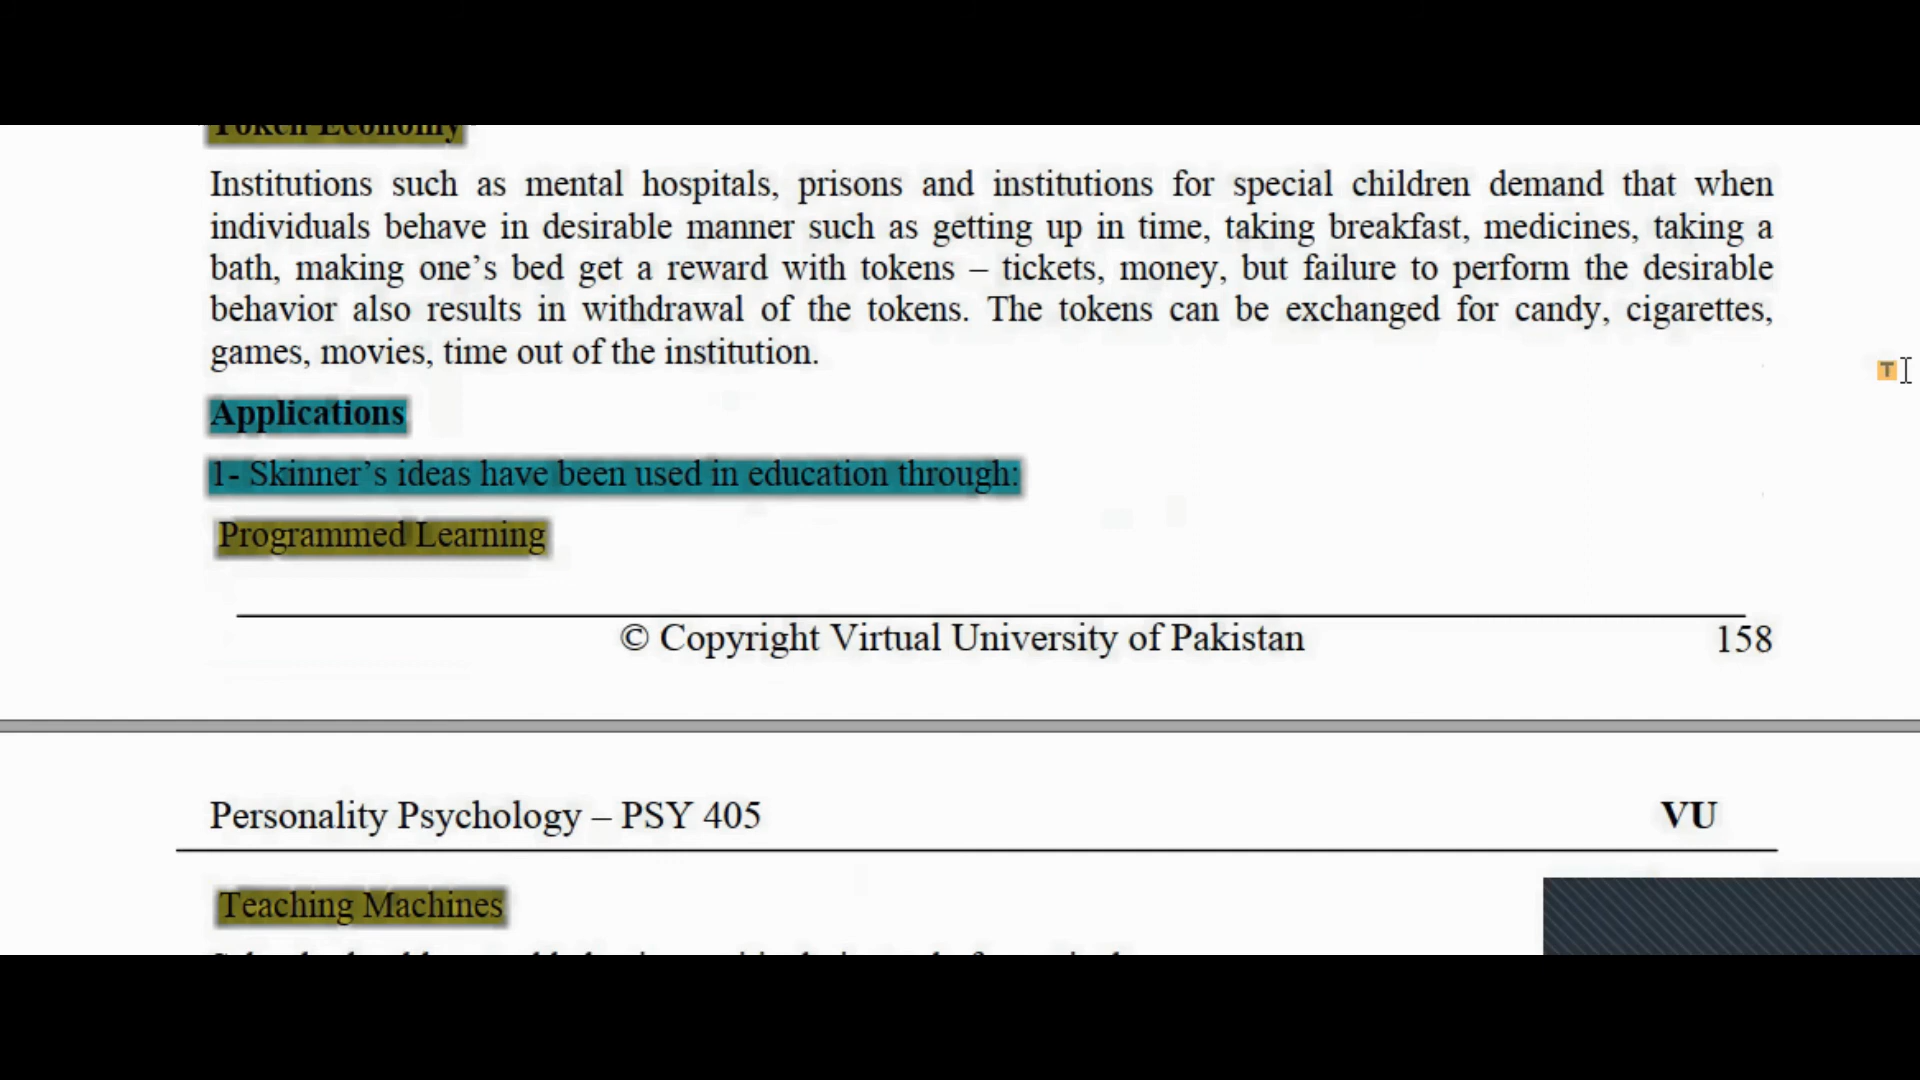 Token Economy
Institutions such as mental hospitals, prisons and institutions for special children demand that when
individuals behave in desirable manner such as getting up in time, taking breakfast, medicines, taking a
bath, making one’s bed get a reward with tokens – tickets, money, but failure to perform the desirable
behavior also results in withdrawal of the tokens. The tokens can be exchanged for candy, cigarettes,
games, movies, time out of the institution.
Applications
1- Skinner’s ideas have been used in education through:
Programmed Learning
© Copyright Virtual University of Pakistan 158
Personality Psychology – PSY 405 VU
Teaching Machines